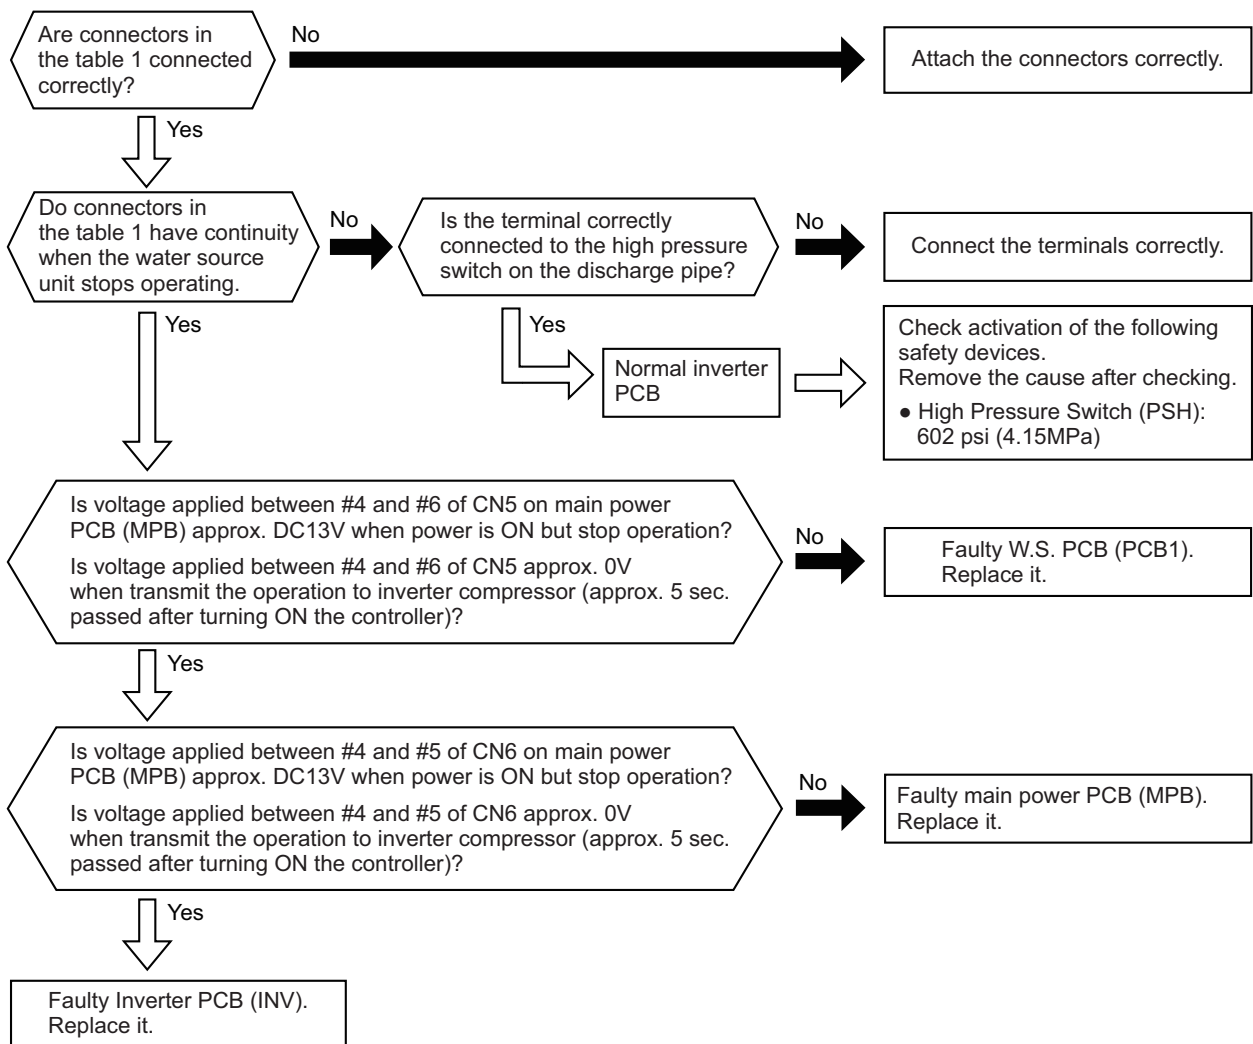 Are connectors in
the table 1 connected
correctly?
No
Attach the connectors correctly.
Yes
Do connectors in
the table 1 have continuity
when the water source
unit stops operating.
No
Is the terminal correctly
connected to the high pressure
switch on the discharge pipe?
No
Connect the terminals correctly.
Yes
Yes
Normal inverter
PCB
Check activation of the following
safety devices.
Remove the cause after checking.
● High Pressure Switch (PSH):
602 psi (4.15MPa)
Is voltage applied between #4 and #6 of CN5 on main power
PCB (MPB) approx. DC13V when power is ON but stop operation?
Is voltage applied between #4 and #6 of CN5 approx. 0V
when transmit the operation to inverter compressor (approx. 5 sec.
passed after turning ON the controller)?
No
Faulty W.S. PCB (PCB1).
Replace it.
Yes
Is voltage applied between #4 and #5 of CN6 on main power
PCB (MPB) approx. DC13V when power is ON but stop operation?
Is voltage applied between #4 and #5 of CN6 approx. 0V
when transmit the operation to inverter compressor (approx. 5 sec.
passed after turning ON the controller)?
No
Faulty main power PCB (MPB).
Replace it.
Yes
Faulty Inverter PCB (INV).
Replace it.